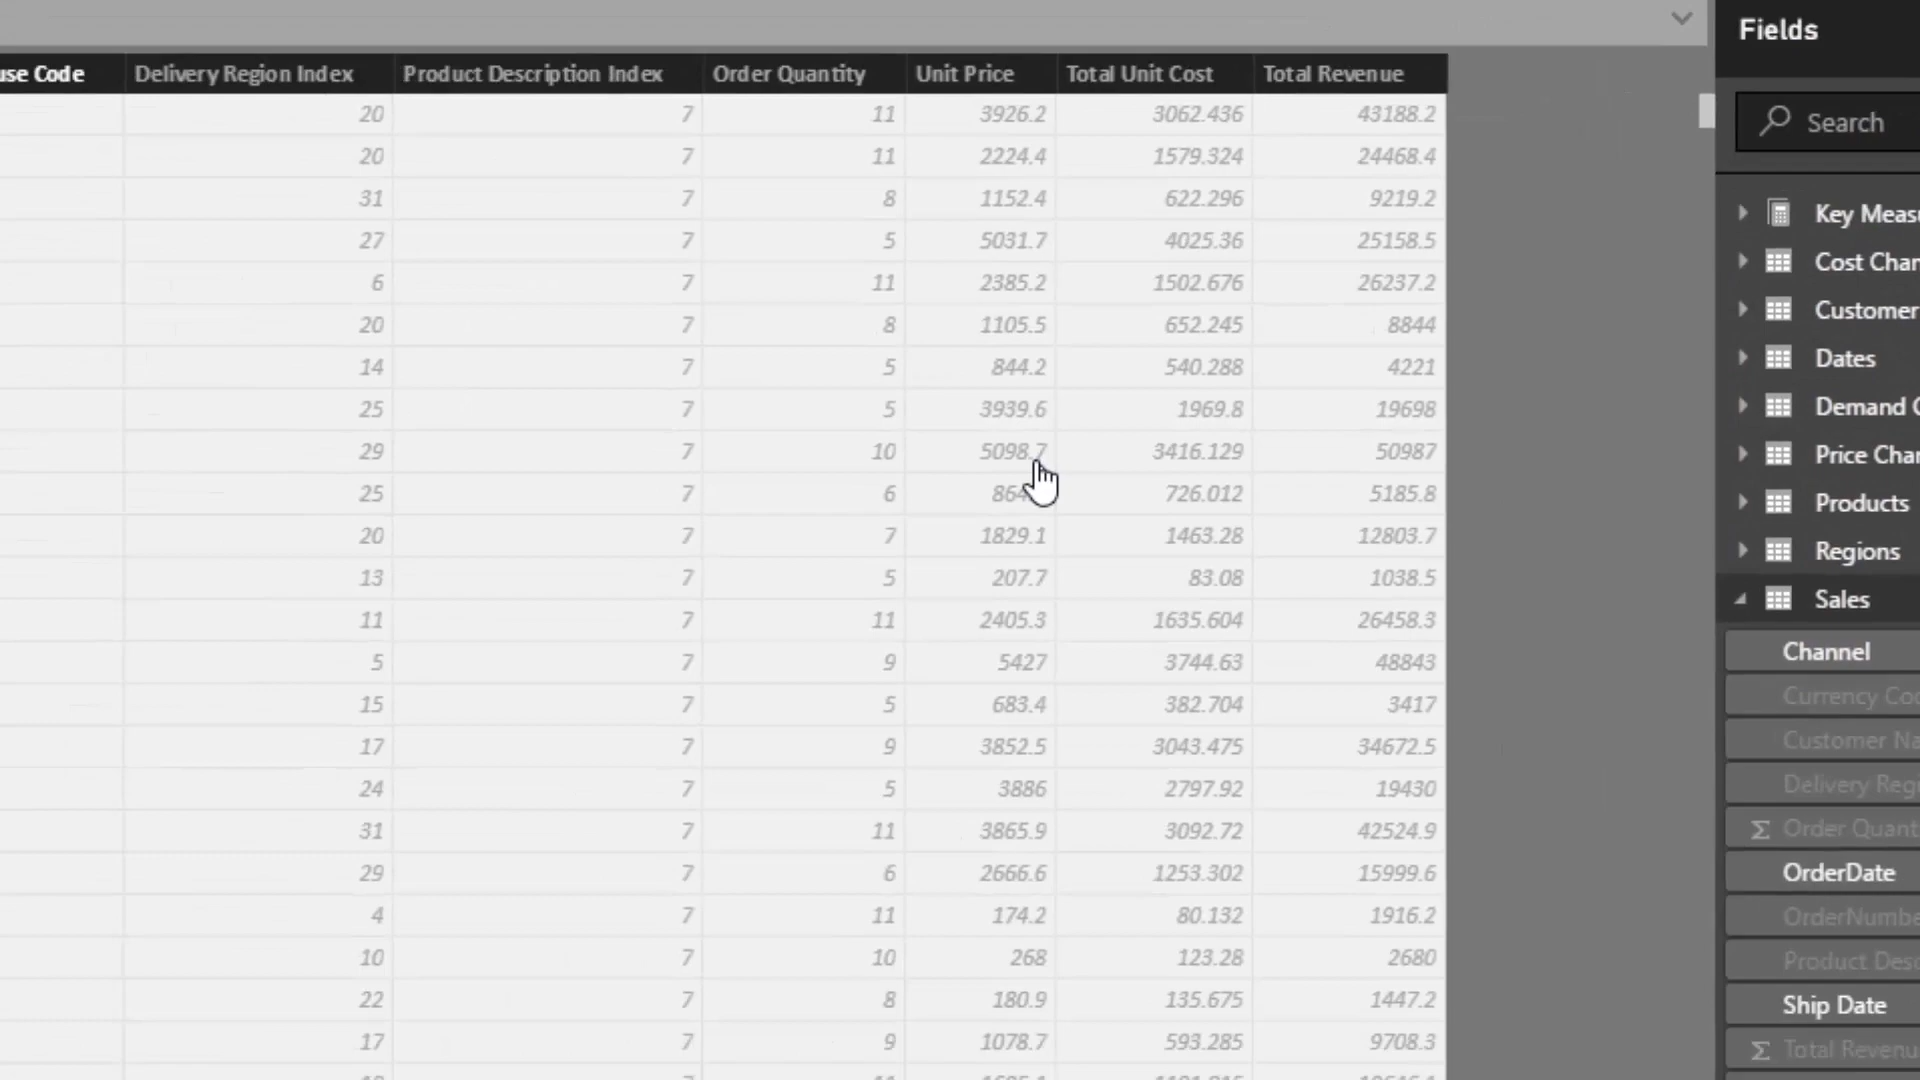 use Code Delivery Region Index Product Description Index Order Quantity Unit Price Total Unit Cost Total Revenue
20 7 11 3926.2 3062.436 43188.2
20 7 11 2224.4 1579.324 24468.4
31 7 8 1152.4 622.296 9219.2
27 7 5 5031.7 4025.36 25158.5
6 7 11 2385.2 1502.676 26237.2
20 7 8 1105.5 652.245 8844
14 7 5 844.2 540.288 4221
25 7 5 3939.6 1969.8 19698
29 7 10 5098.7 3416.129 50987
25 7 6 864 726.012 5185.8
20 7 7 1829.1 1463.28 12803.7
13 7 5 207.7 83.08 1038.5
11 7 11 2405.3 1635.604 26458.3
5 7 9 5427 3744.63 48843
15 7 5 683.4 382.704 3417
17 7 9 3852.5 3043.475 34672.5
24 7 5 3886 2797.92 19430
31 7 11 3865.9 3092.72 42524.9
29 7 6 2666.6 1253.302 15999.6
4 7 11 174.2 80.132 1916.2
10 7 10 268 123.28 2680
22 7 8 180.9 135.675 1447.2
17 7 9 1078.7 593.285 9708.3
Fields
Search
Key Measu
Cost Chan
Customer
Dates
Demand
Price Chan
Products
Regions
Sales
Channel
Currency Cod
Customer Na
Delivery Reg
Σ Order Quant
OrderDate
OrderNumbe
Product Desc
Ship Date
Σ Total Revenu